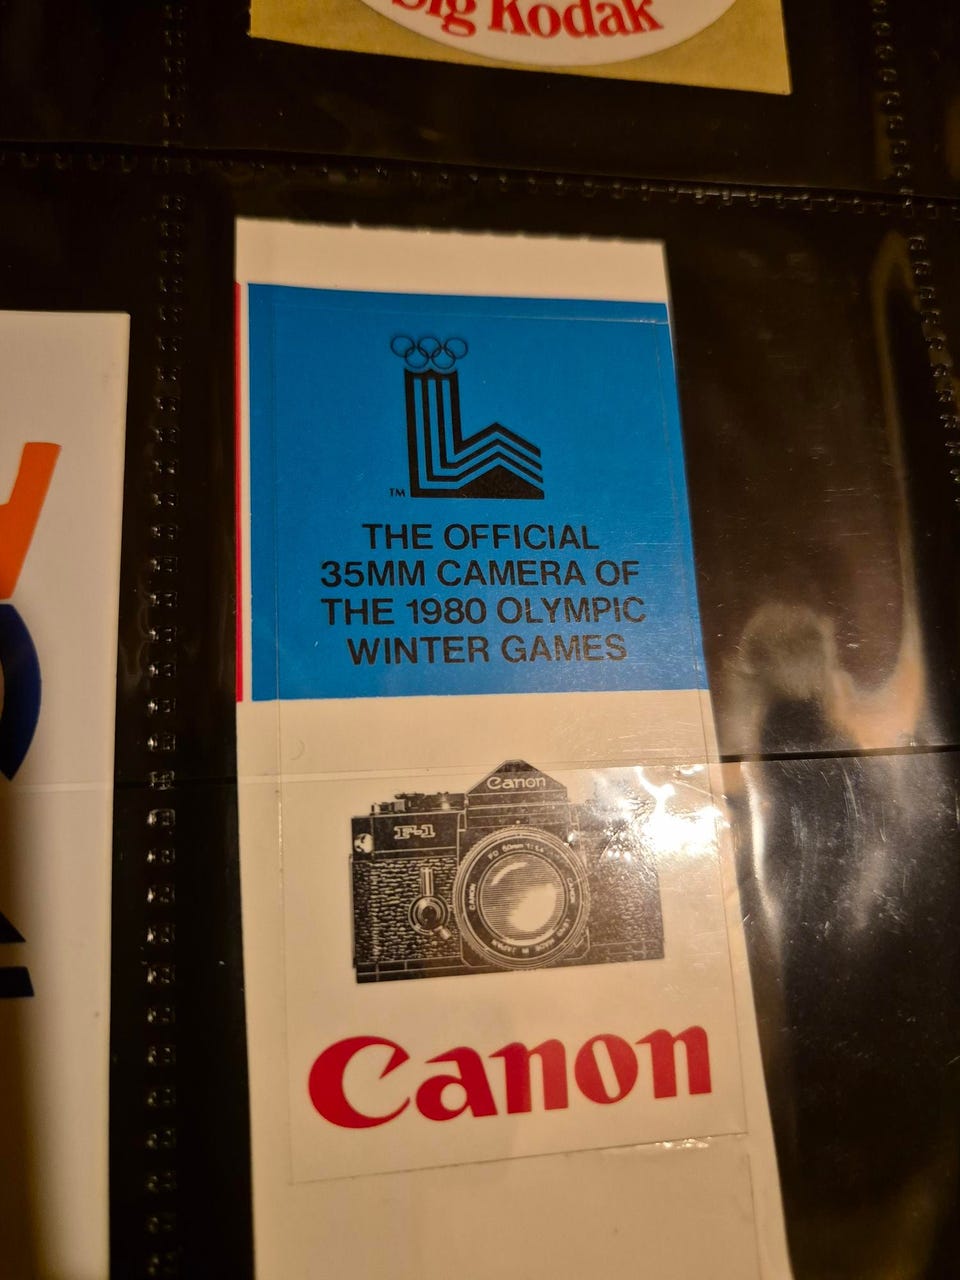 Big Kodak
TM
THE OFFICIAL
35MM CAMERA OF
THE 1980 OLYMPIC
WINTER GAMES
Canon
F-1
Canon